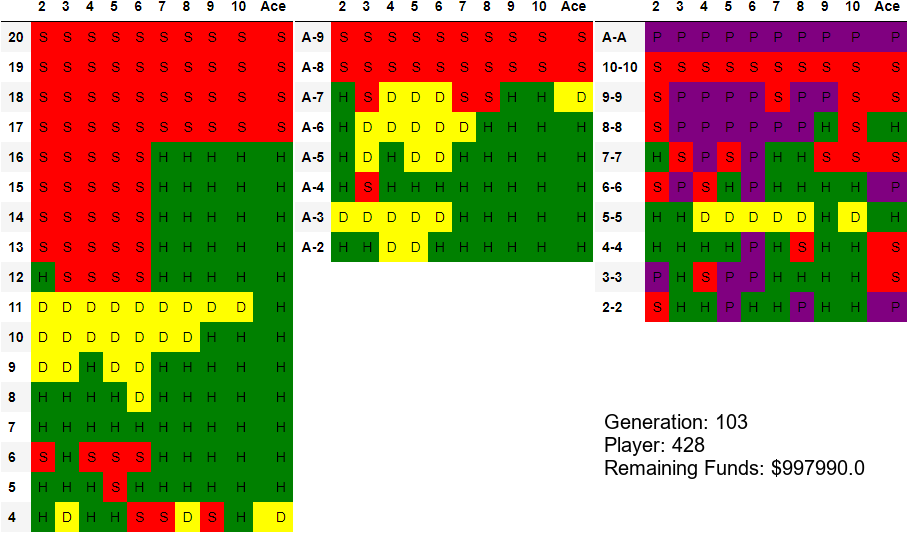 2 3 4 5 6 7 8 9 10 Ace
20 S S S S S S S S S S
19 S S S S S S S S S S
18 S S S S S S S S S S
17 S S S S S S S S S S
16 S S S S S H H H H H
15 S S S S S H H H H H
14 S S S S S H H H H H
13 S S S S S H H H H H
12 H S S S S H H H H H
11 D D D D D D D D D H
10 D D D D D D D H H H
9 D D H D D H H H H H
8 H H H H D H H H H H
7 H H H H H H H H H H
6 S H S S S H H H H H
5 H H H S H H H H H H
4 H D H H S S D S H D
2 3 4 5 6 7 8 9 10 Ace
A-9 S S S S S S S S S S
A-8 S S S S S S S S S S
A-7 H S D D D S S H H D
A-6 H D D D D D H H H H
A-5 H D H D D H H H H H
A-4 H S H H H H H H H H
A-3 D D D D D H H H H H
A-2 H H D D H H H H H H
2 3 4 5 6 7 8 9 10 Ace
A-A P P P P P P P P P P
10-10 S S S S S S S S S S
9-9 S P P P P S P P S S
8-8 S P P P P P P H S H
7-7 H S P S P H H S S S
6-6 S P S H P H H H H P
5-5 H H D D D D D H D H
4-4 H H H H P H S H H S
3-3 P H S P P H H H H S
2-2 S H H P H H P H H P
Generation: 103
Player: 428
Remaining Funds: $997990.0